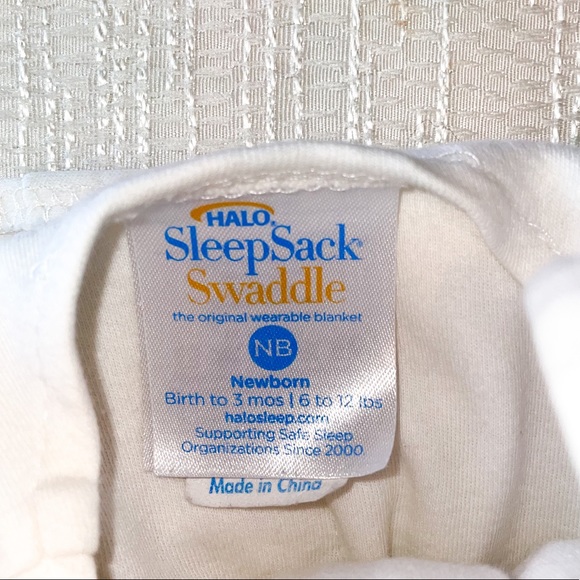 HALO.
SleepSack®
Swaddle
the original wearable blanket
NB
Newborn
Birth to 3 mos | 6 to 12 lbs
halosleep.com
Supporting Safe Sleep
Organizations Since 2000
Made in China